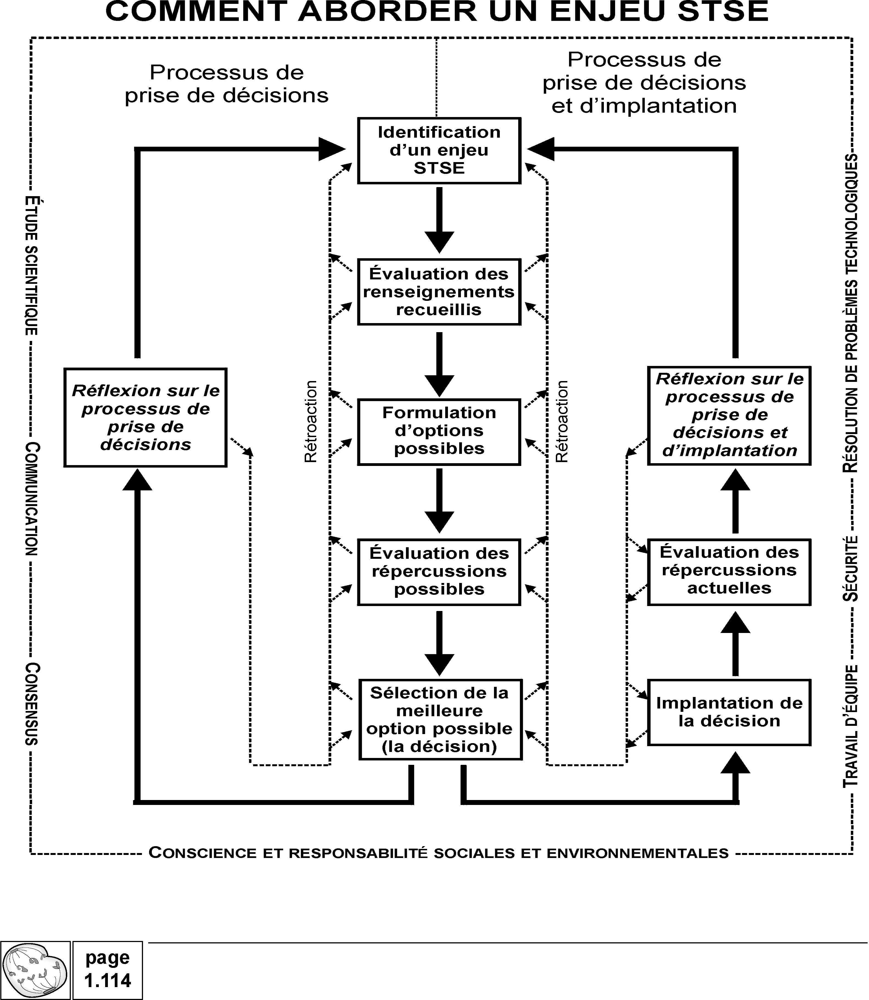 COMMENT ABORDER UN ENJEU STSE
Processus de
prise de décisions
Processus de
prise de décisions
et d'implantation
Identification
d'un enjeu
STSE
Évaluation des
renseignements
recueillis
Formulation
d'options
possibles
Évaluation des
répercussions
possibles
Sélection de la
meilleure
option possible
(la décision)
Réflexion sur le
processus de
prise de
décisions
Rétroaction
Rétroaction
Réflexion sur le
processus de
prise de
décisions et
d'implantation
Évaluation des
répercussions
actuelles
Implantation de
la décision
ÉTUDE SCIENTIFIQUE
COMMUNICATION
CONSENSUS
RÉSOLUTION DE PROBLÈMES TECHNOLOGIQUES
SÉCURITÉ
TRAVAIL D'ÉQUIPE
CONSCIENCE ET RESPONSABILITÉ SOCIALES ET ENVIRONNEMENTALES
page
1.114